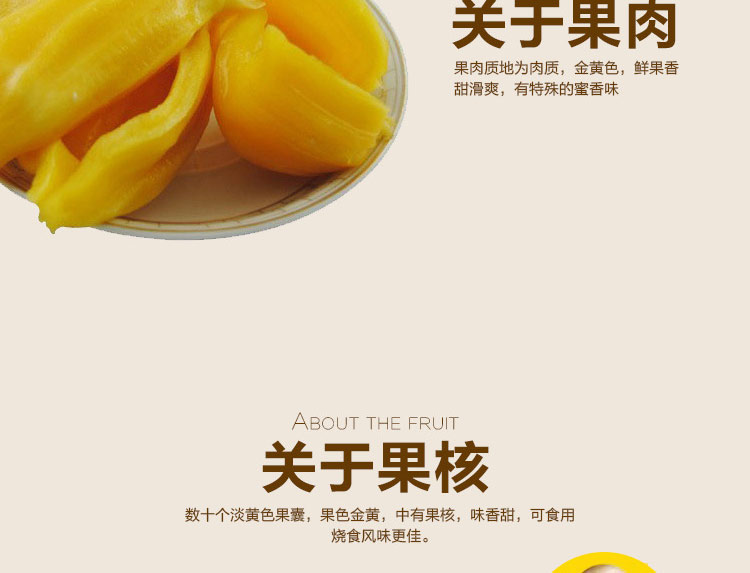 关于果肉
果肉质地为肉质，金黄色，鲜果香
甜滑爽，有特殊的蜜香味
ABOUT THE FRUIT
关于果核
数十个淡黄色果囊，果色金黄，中有果核，味香甜，可食用
烧食风味更佳。